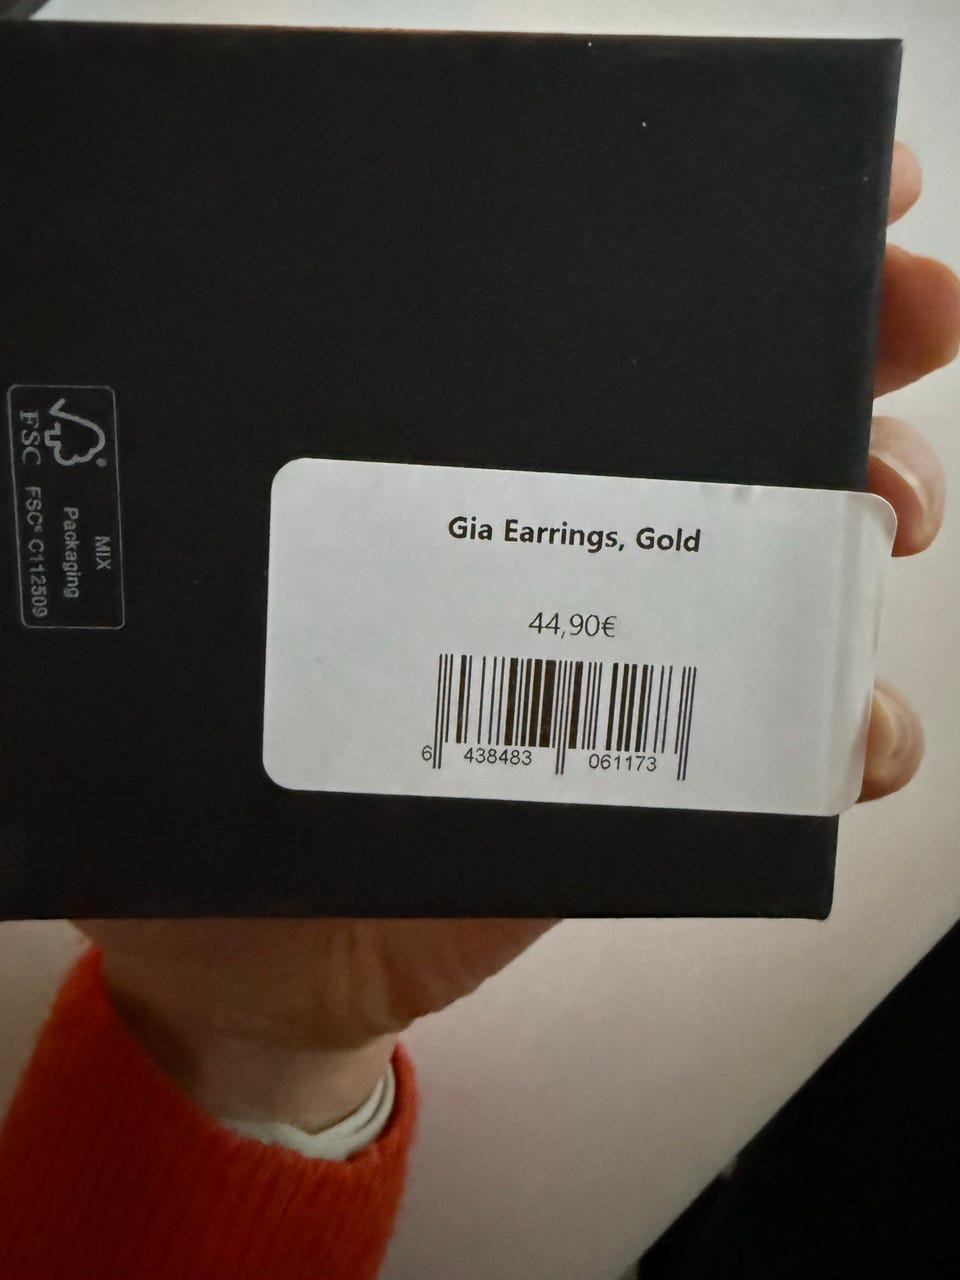 FSC
FSC® C112509
MIX
Packaging
Gia Earrings, Gold
44,90€
6 438483 061173